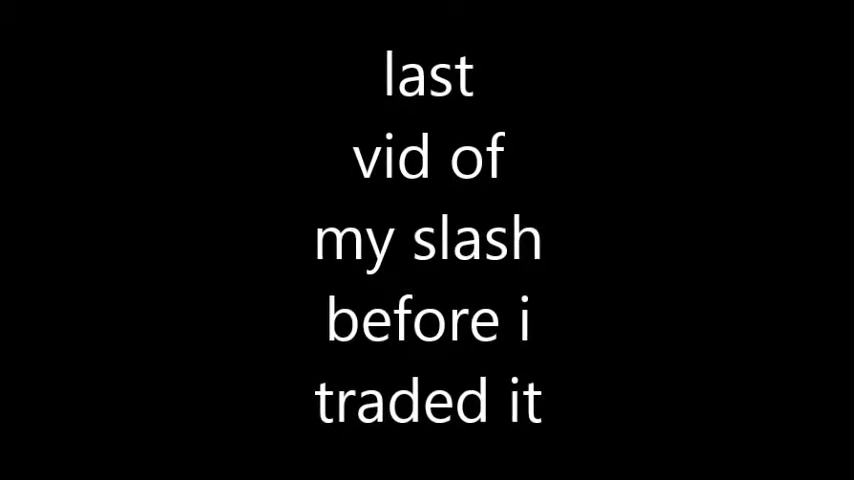 last
vid of
my slash
before i
traded it